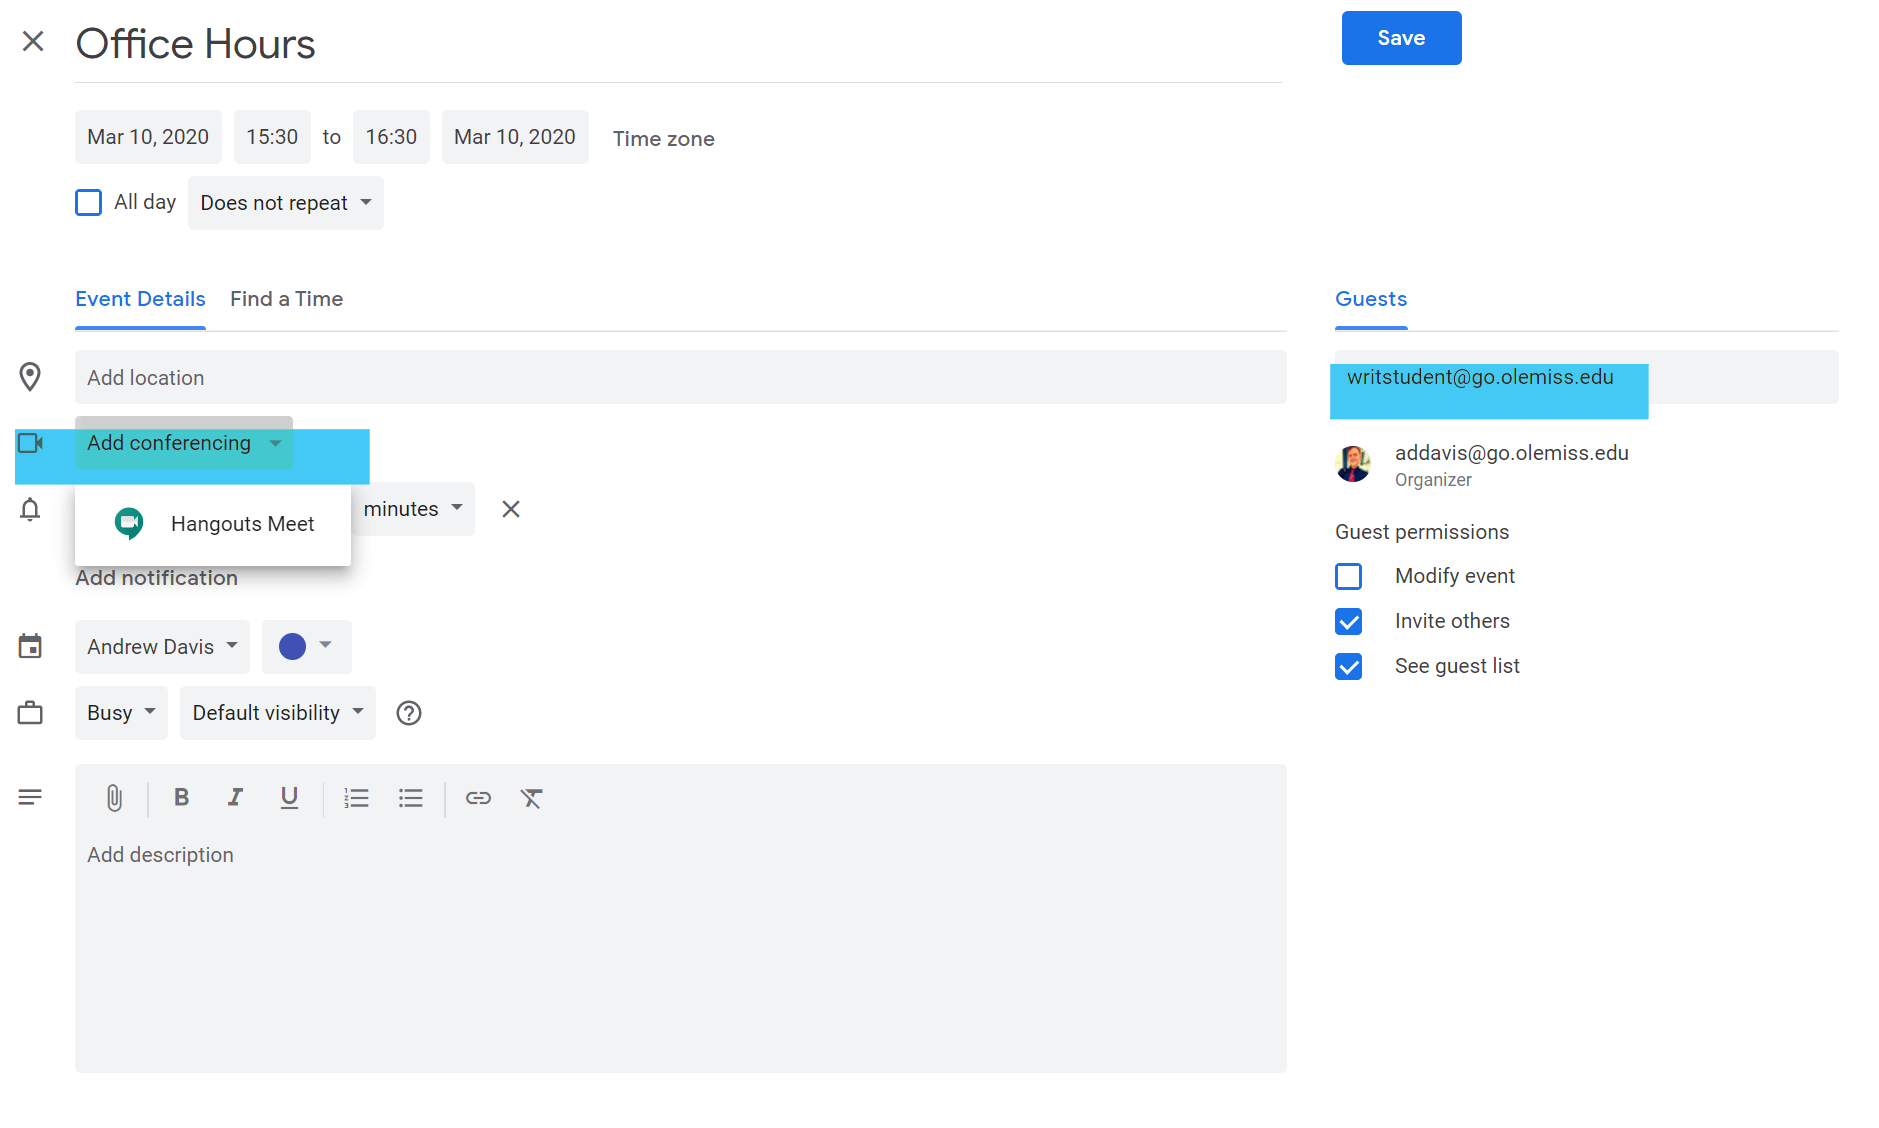 Office Hours
Save
Mar 10, 2020 15:30 to 16:30 Mar 10, 2020 Time zone
All day Does not repeat
Event Details Find a Time
Guests
Add location
writstudent@go.olemiss.edu
Add conferencing
addavis@go.olemiss.edu
Organizer
Hangouts Meet
minutes
Add notification
Guest permissions
Modify event
Invite others
See guest list
Andrew Davis
Busy Default visibility
B I U
Add description